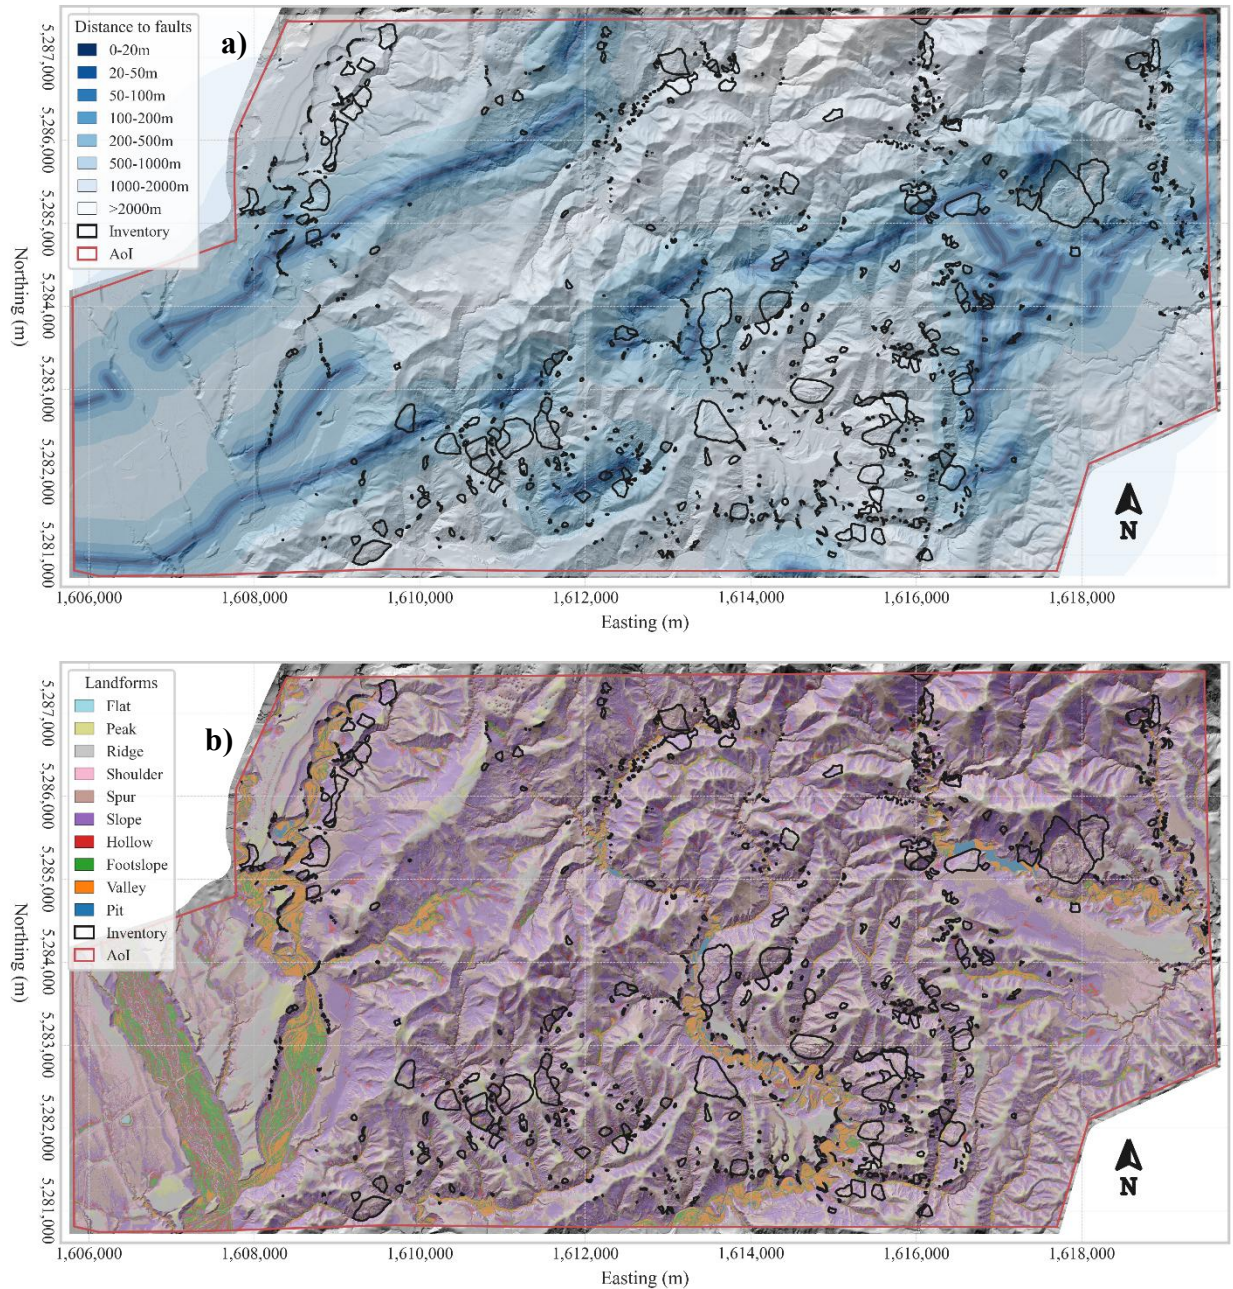 Distance to faults
a)
0-20m
20-50m
50-100m
100-200m
200-500m
500-1000m
1000-2000m
>2000m
Inventory
AoI
5,287,000
5,286,000
5,285,000
5,284,000
5,283,000
5,282,000
5,281,000
Northing (m)
N
1,606,000 1,608,000 1,610,000 1,612,000 1,614,000 1,616,000 1,618,000
Easting (m)
Landforms
b)
Flat
Peak
Ridge
Shoulder
Spur
Slope
Hollow
Footslope
Valley
Pit
Inventory
AoI
5,287,000
5,286,000
5,285,000
5,284,000
5,283,000
5,282,000
5,281,000
Northing (m)
N
1,606,000 1,608,000 1,610,000 1,612,000 1,614,000 1,616,000 1,618,000
Easting (m)